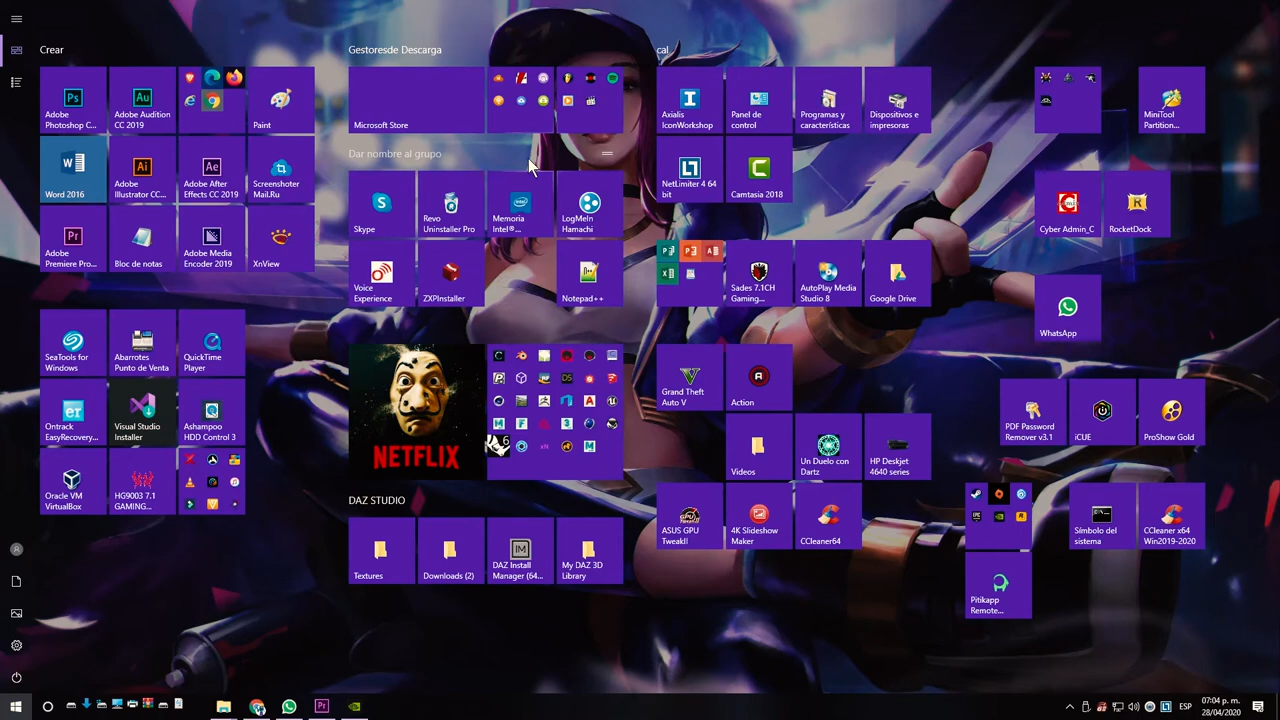 Crear
Gestoresde Descarga
cal
Adobe
Photoshop C...
Adobe Audition
CC 2019
Paint
Microsoft Store
Axialis
IconWorkshop
Panel de
control
Programas y
características
Dispositivos e
impresoras
MiniTool
Partition...
Dar nombre al grupo
Word 2016
Adobe
Illustrator CC...
Adobe After
Effects CC 2019
Screenshoter
Mail.Ru
NetLimiter 4 64
bit
Camtasia 2018
Skype
Revo
Uninstaller Pro
Memoria
Intel®...
LogMeIn
Hamachi
Cyber Admin_C
RocketDock
Adobe
Premiere Pro...
Bloc de notas
Adobe Media
Encoder 2019
XnView
Voice
Experience
ZXPInstaller
Notepad++
Sades 7.1CH
Gaming...
AutoPlay Media
Studio 8
Google Drive
WhatsApp
SeaTools for
Windows
Abarrotes
Punto de Venta
QuickTime
Player
NETFLIX
Grand Theft
Auto V
Action
Ontrack
EasyRecovery...
Visual Studio
Installer
Ashampoo
HDD Control 3
Videos
Un Duelo con
Dartz
HP Deskjet
4640 series
PDF Password
Remover v3.1
iCUE
ProShow Gold
Oracle VM
VirtualBox
HG9003 7.1
GAMING...
DAZ STUDIO
ASUS GPU
TweakII
4K Slideshow
Maker
CCleaner64
Símbolo del
sistema
CCleaner x64
Win2019-2020
Textures
Downloads (2)
DAZ Install
Manager (64...
My DAZ 3D
Library
Pitikapp
Remote...
ESP
07:04 p. m.
28/04/2020